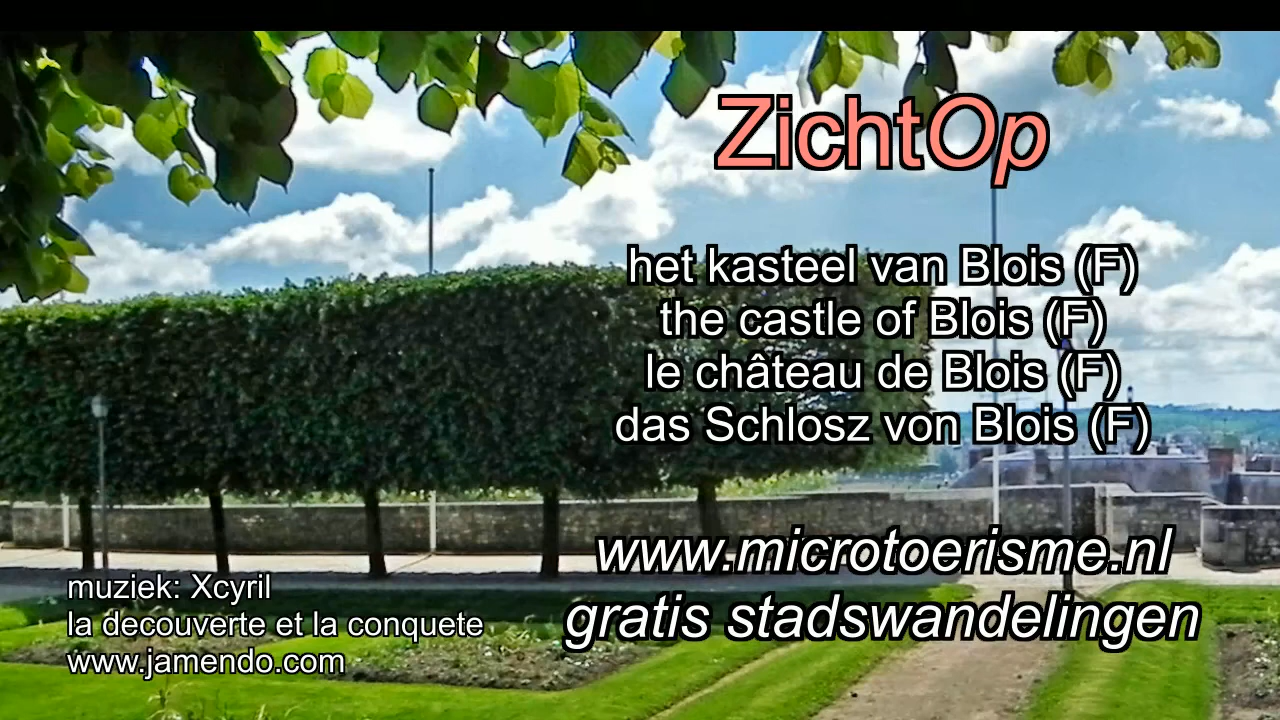 ZichtOp
het kasteel van Blois (F)
the castle of Blois (F)
le château de Blois (F)
das Schlosz von Blois (F)
www.microtoerisme.nl
gratis stadswandelingen
muziek: Xcyril
la decouverte et la conquete
www.jamendo.com